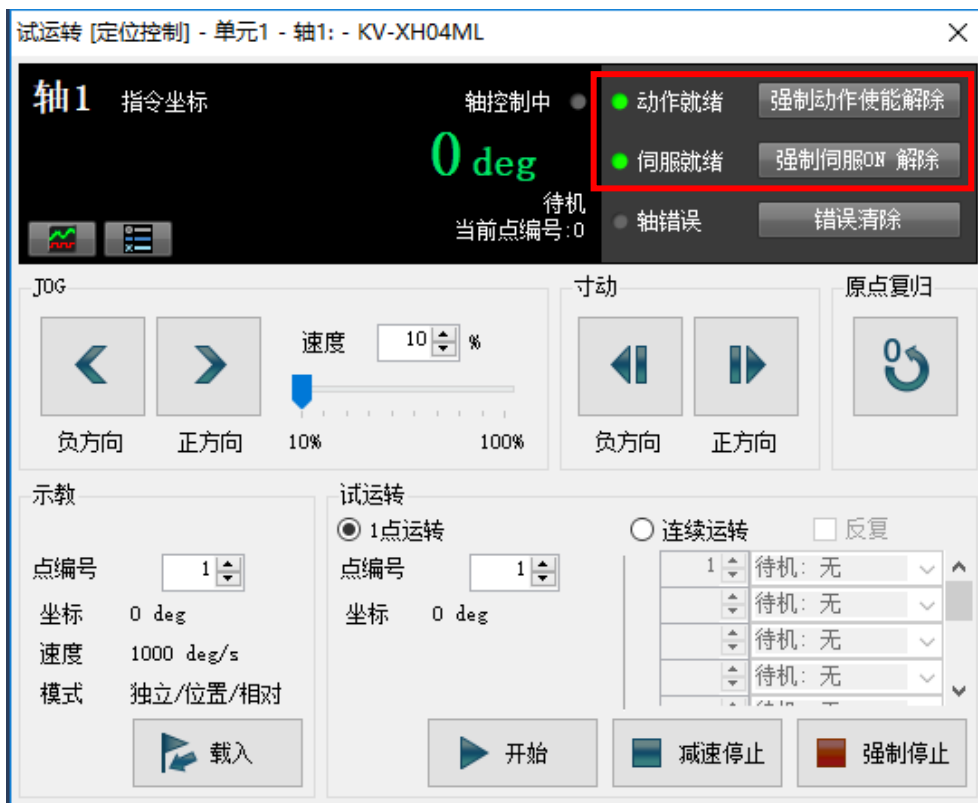 试运转 [定位控制] - 单元1 - 轴1: - KV-XH04ML
轴1 指令坐标 轴控制中
0 deg
待机
当前点编号:0
动作就绪 强制动作使能解除
伺服就绪 强制伺服ON 解除
轴错误 错误清除
JOG
速度 10 %
10% 100%
负方向 正方向
寸动
负方向 正方向
原点复归
0
示教
点编号 1
坐标 0 deg
速度 1000 deg/s
模式 独立/位置/相对
载入
试运转
1点运转
点编号 1
坐标 0 deg
连续运转 反复
1 待机: 无
待机: 无
待机: 无
待机: 无
开始 减速停止 强制停止